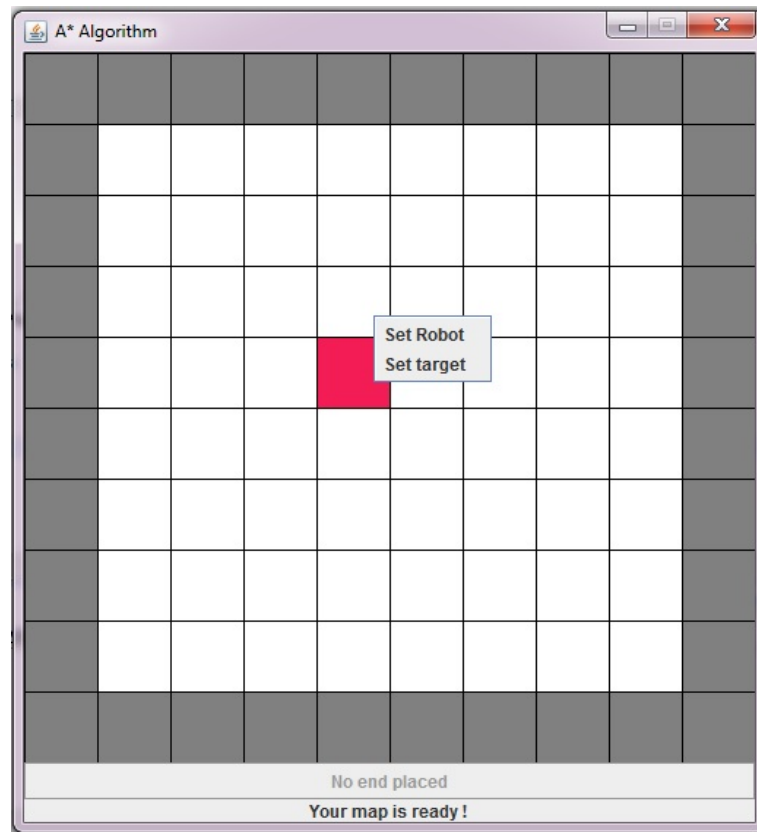 A* Algorithm
Set Robot
Set target
No end placed
Your map is ready !